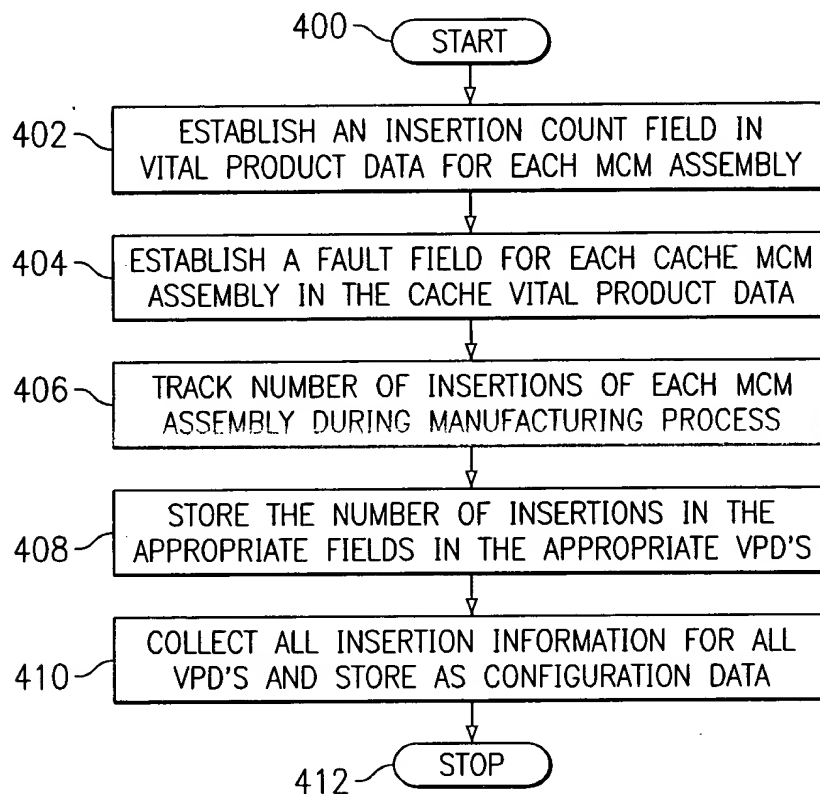 400
START
402
ESTABLISH AN INSERTION COUNT FIELD IN
VITAL PRODUCT DATA FOR EACH MCM ASSEMBLY
404
ESTABLISH A FAULT FIELD FOR EACH CACHE MCM
ASSEMBLY IN THE CACHE VITAL PRODUCT DATA
406
TRACK NUMBER OF INSERTIONS OF EACH MCM
ASSEMBLY DURING MANUFACTURING PROCESS
408
STORE THE NUMBER OF INSERTIONS IN THE
APPROPRIATE FIELDS IN THE APPROPRIATE VPD'S
410
COLLECT ALL INSERTION INFORMATION FOR ALL
VPD'S AND STORE AS CONFIGURATION DATA
412
STOP